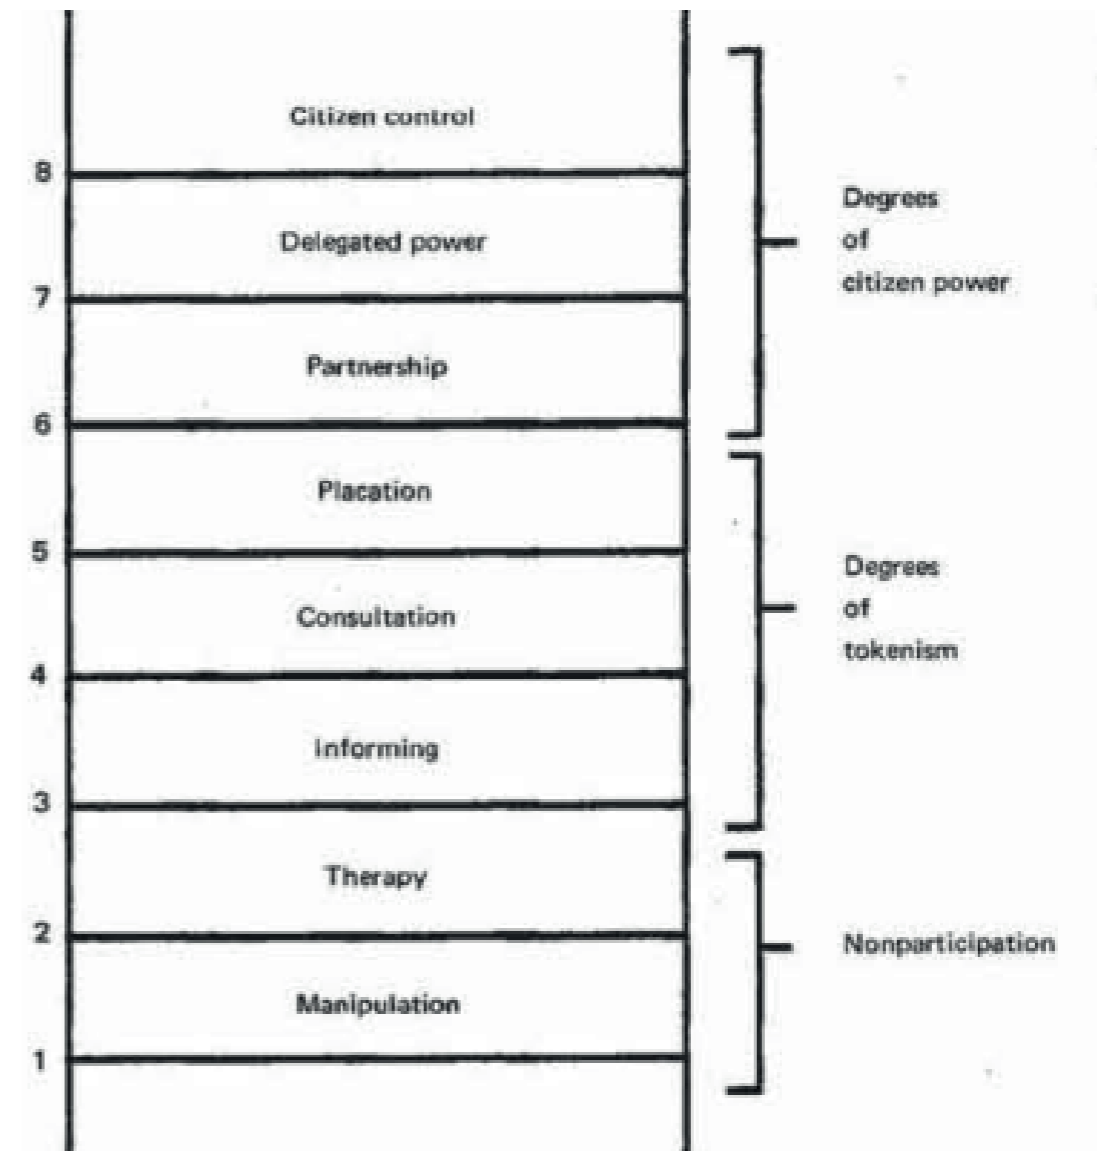 Citizen control
8
Delegated power
7
Partnership
6
Placation
5
Consultation
4
Informing
3
Therapy
2
Manipulation
1
Degrees
of
citizen power
Degrees
of
tokenism
Nonparticipation